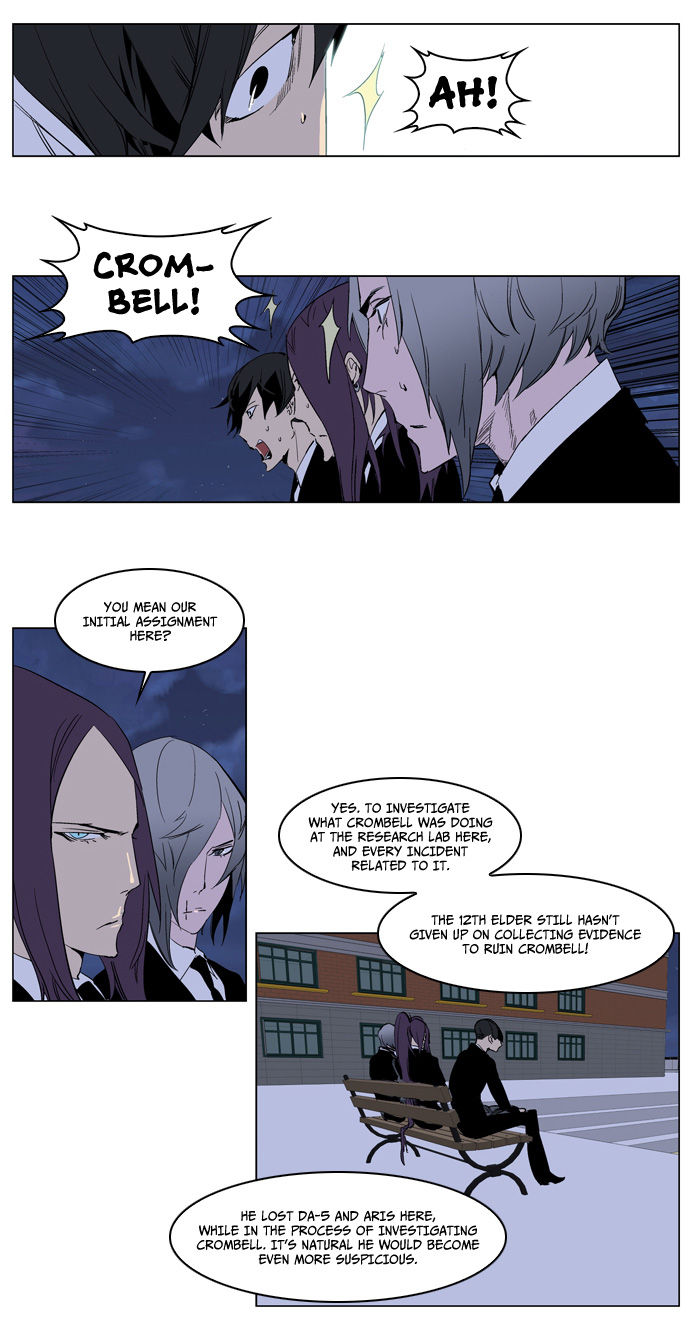 AH!
CROM-
BELL!
YOU MEAN OUR
INITIAL ASSIGNMENT
HERE?
YES. TO INVESTIGATE
WHAT CROMBELL WAS DOING
AT THE RESEARCH LAB HERE,
AND EVERY INCIDENT
RELATED TO IT.
THE 12TH ELDER STILL HASN'T
GIVEN UP ON COLLECTING EVIDENCE
TO RUIN CROMBELL!
HE LOST DA-5 AND ARIS HERE,
WHILE IN THE PROCESS OF INVESTIGATING
CROMBELL. IT'S NATURAL HE WOULD BECOME
EVEN MORE SUSPICIOUS.